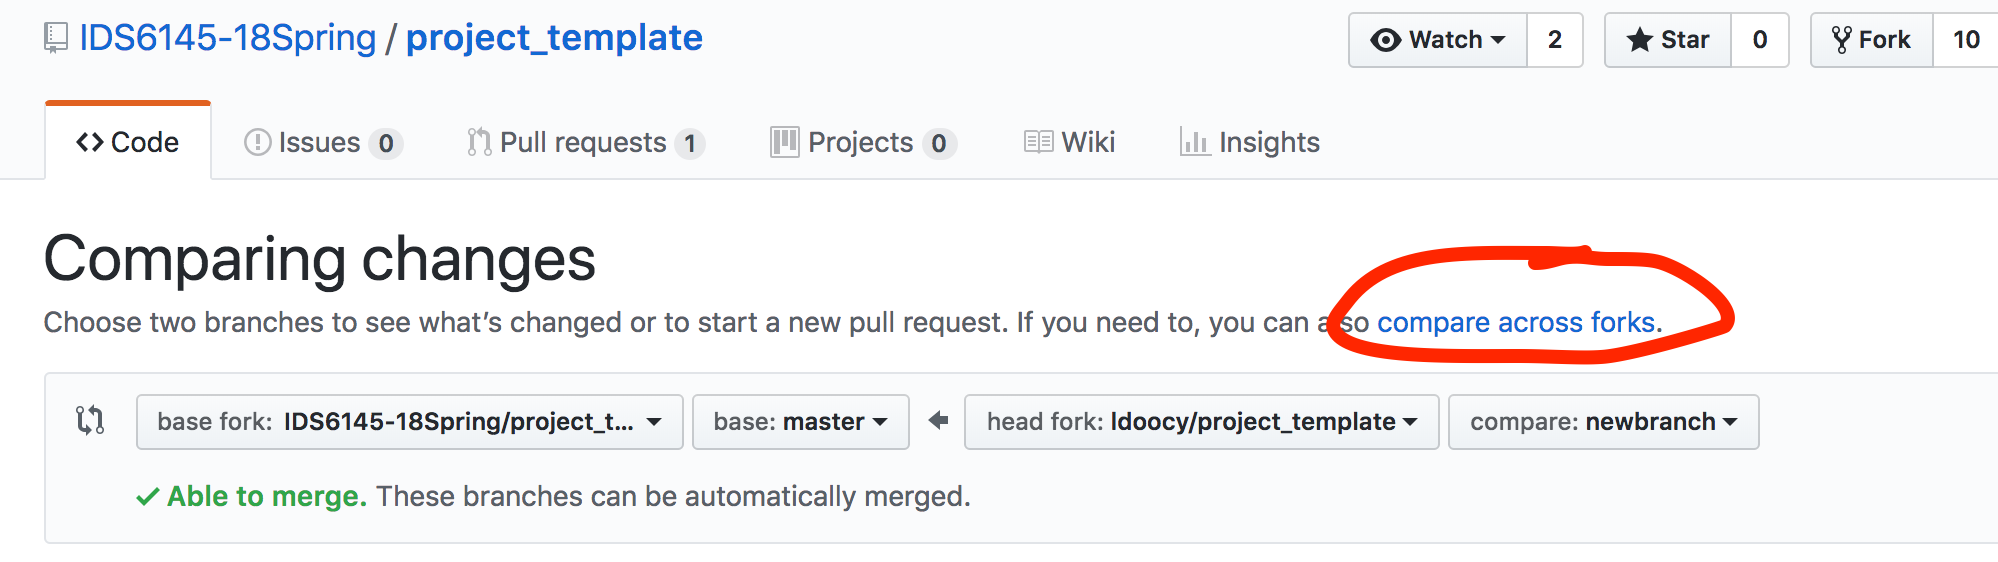 IDS6145-18Spring / project_template
Watch 2 Star 0 Fork 10
Code Issues 0 Pull requests 1 Projects 0 Wiki Insights
Comparing changes
Choose two branches to see what's changed or to start a new pull request. If you need to, you can also compare across forks.
base fork: IDS6145-18Spring/project_t... base: master head fork: ldoocy/project_template compare: newbranch
Able to merge. These branches can be automatically merged.